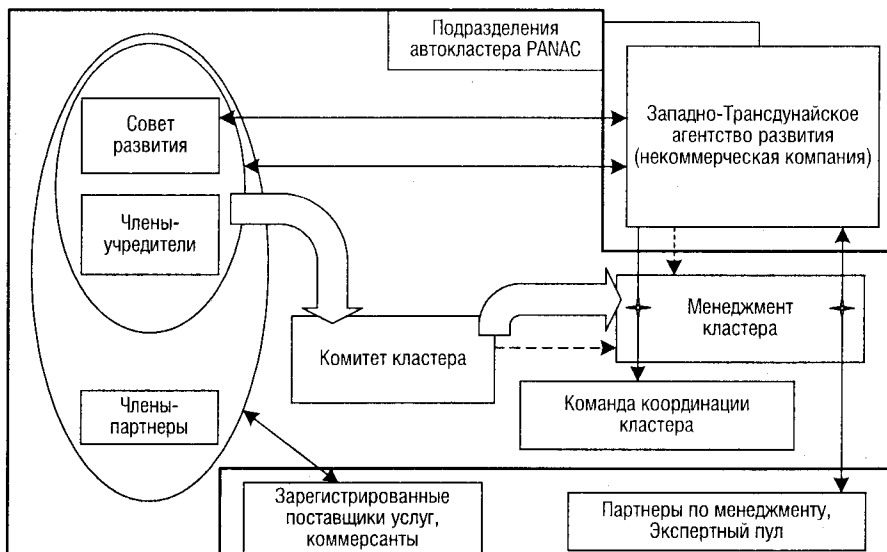 Подразделения
автокластера PANAC
Совет
развития
Западно-Трансдунайское
агентство развития
(некоммерческая компания)
Члены-
учредители
Менеджмент
кластера
Комитет кластера
Команда координации
кластера
Члены-
партнеры
Зарегистрированные
поставщики услуг,
коммерсанты
Партнеры по менеджменту,
Экспертный пул